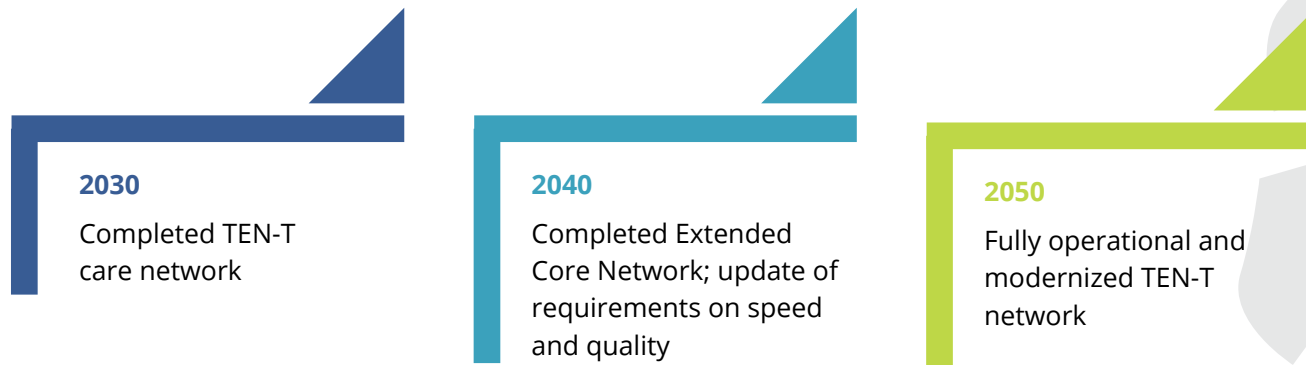 2030
Completed TEN-T
care network
2040
Completed Extended
Core Network; update of
requirements on speed
and quality
2050
Fully operational and
modernized TEN-T
network